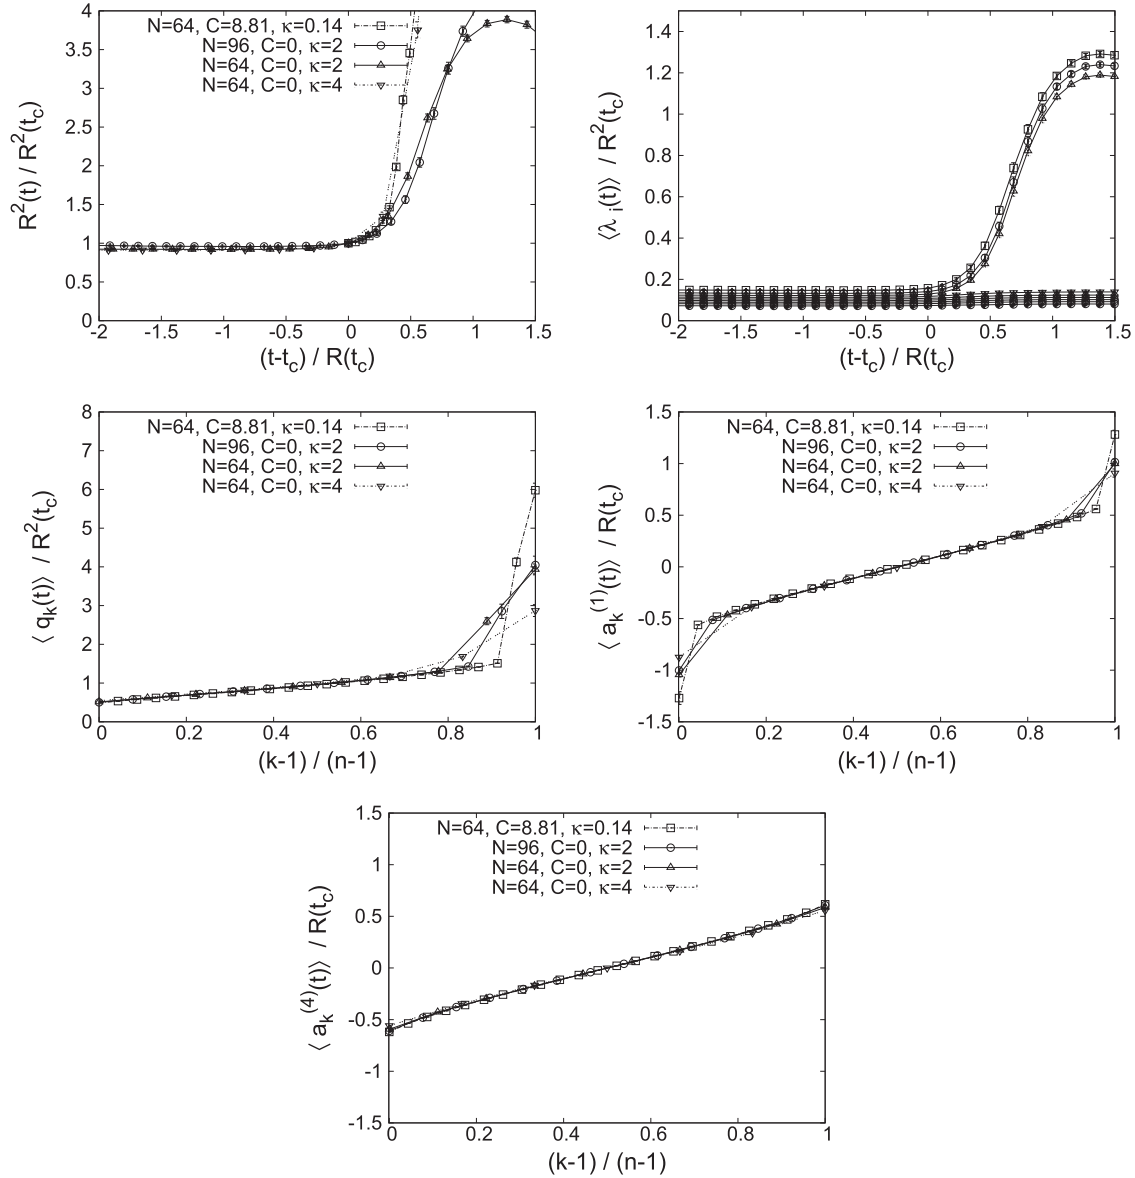 R²(t) / R²(t_c)
N=64, C=8.81, κ=0.14
N=96, C=0, κ=2
N=64, C=0, κ=2
N=64, C=0, κ=4
4
3.5
3
2.5
2
1.5
1
0.5
0
-2 -1.5 -1 -0.5 0 0.5 1 1.5
(t-t_c) / R(t_c)
⟨λ_i(t)⟩ / R²(t_c)
1.4
1.2
1
0.8
0.6
0.4
0.2
0
-2 -1.5 -1 -0.5 0 0.5 1 1.5
(t-t_c) / R(t_c)
⟨ q_k(t)⟩ / R²(t_c)
N=64, C=8.81, κ=0.14
N=96, C=0, κ=2
N=64, C=0, κ=2
N=64, C=0, κ=4
8
7
6
5
4
3
2
1
0
0 0.2 0.4 0.6 0.8 1
(k-1) / (n-1)
⟨ a_k^(1)(t)⟩ / R(t_c)
N=64, C=8.81, κ=0.14
N=96, C=0, κ=2
N=64, C=0, κ=2
N=64, C=0, κ=4
1.5
1
0.5
0
-0.5
-1
-1.5
0 0.2 0.4 0.6 0.8 1
(k-1) / (n-1)
⟨ a_k^(4)(t)⟩ / R(t_c)
N=64, C=8.81, κ=0.14
N=96, C=0, κ=2
N=64, C=0, κ=2
N=64, C=0, κ=4
1.5
1
0.5
0
-0.5
-1
-1.5
0 0.2 0.4 0.6 0.8 1
(k-1) / (n-1)